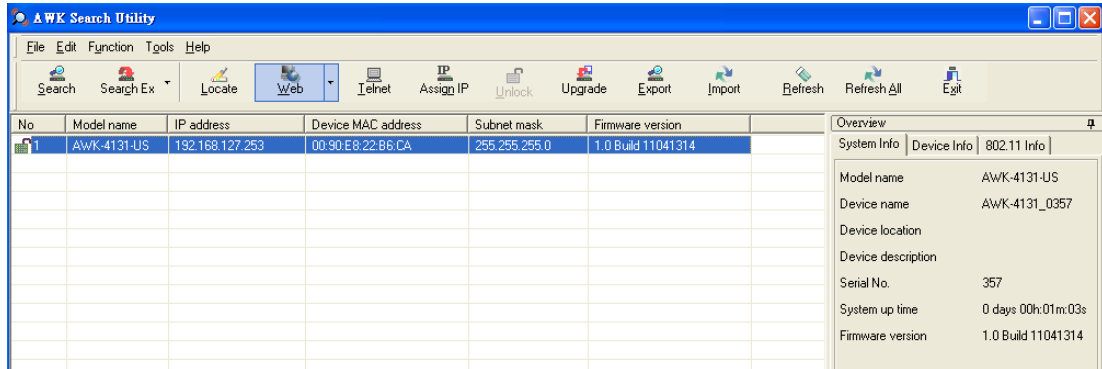 AWK Search Utility
File Edit Function Tools Help
Search Search Ex Locate Web Telnet Assign IP Unlock Upgrade Export Import Refresh Refresh All Exit
No Model name IP address Device MAC address Subnet mask Firmware version
1 AWK-4131-US 192.168.127.253 00:90:E8:22:B6:CA 255.255.255.0 1.0 Build 11041314
Overview
System Info Device Info 802.11 Info
Model name AWK-4131-US
Device name AWK-4131_0357
Device location
Device description
Serial No. 357
System up time 0 days 00h:01m:03s
Firmware version 1.0 Build 11041314